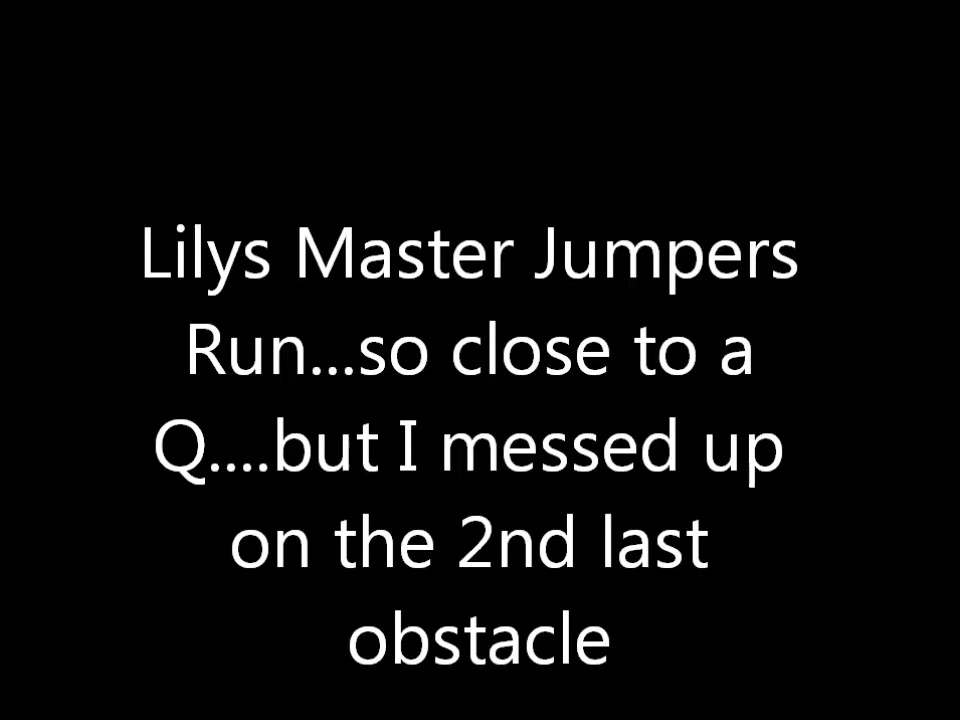 Lilys Master Jumpers
Run...so close to a
Q....but I messed up
on the 2nd last
obstacle